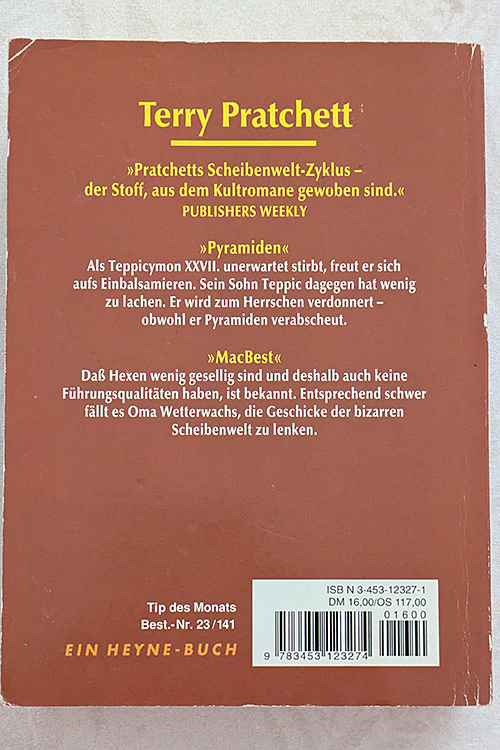 Terry Pratchett
»Pratchetts Scheibenwelt-Zyklus –
der Stoff, aus dem Kultromane gewoben sind.«
PUBLISHERS WEEKLY
»Pyramiden«
Als Teppicymon XXVII. unerwartet stirbt, freut er sich
aufs Einbalsamieren. Sein Sohn Teppic dagegen hat wenig
zu lachen. Er wird zum Herrschen verdonnert –
obwohl er Pyramiden verabscheut.
»MacBest«
Daß Hexen wenig gesellig sind und deshalb auch keine
Führungsqualitäten haben, ist bekannt. Entsprechend schwer
fällt es Oma Wetterwachs, die Geschicke der bizarren
Scheibenwelt zu lenken.
Tip des Monats
Best.-Nr. 23/141
EIN HEYNE-BUCH
ISBN 3-453-12327-1
DM 16,00/OS 117,00
01600
9 783453 123274